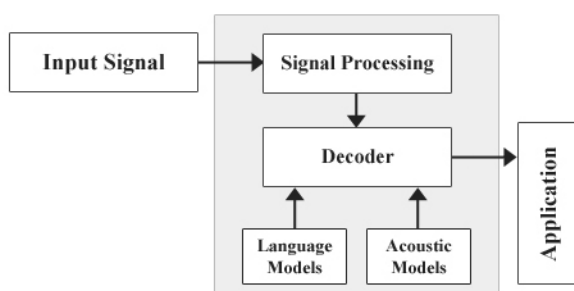 Input Signal
Signal Processing
Decoder
Language
Models
Acoustic
Models
Application